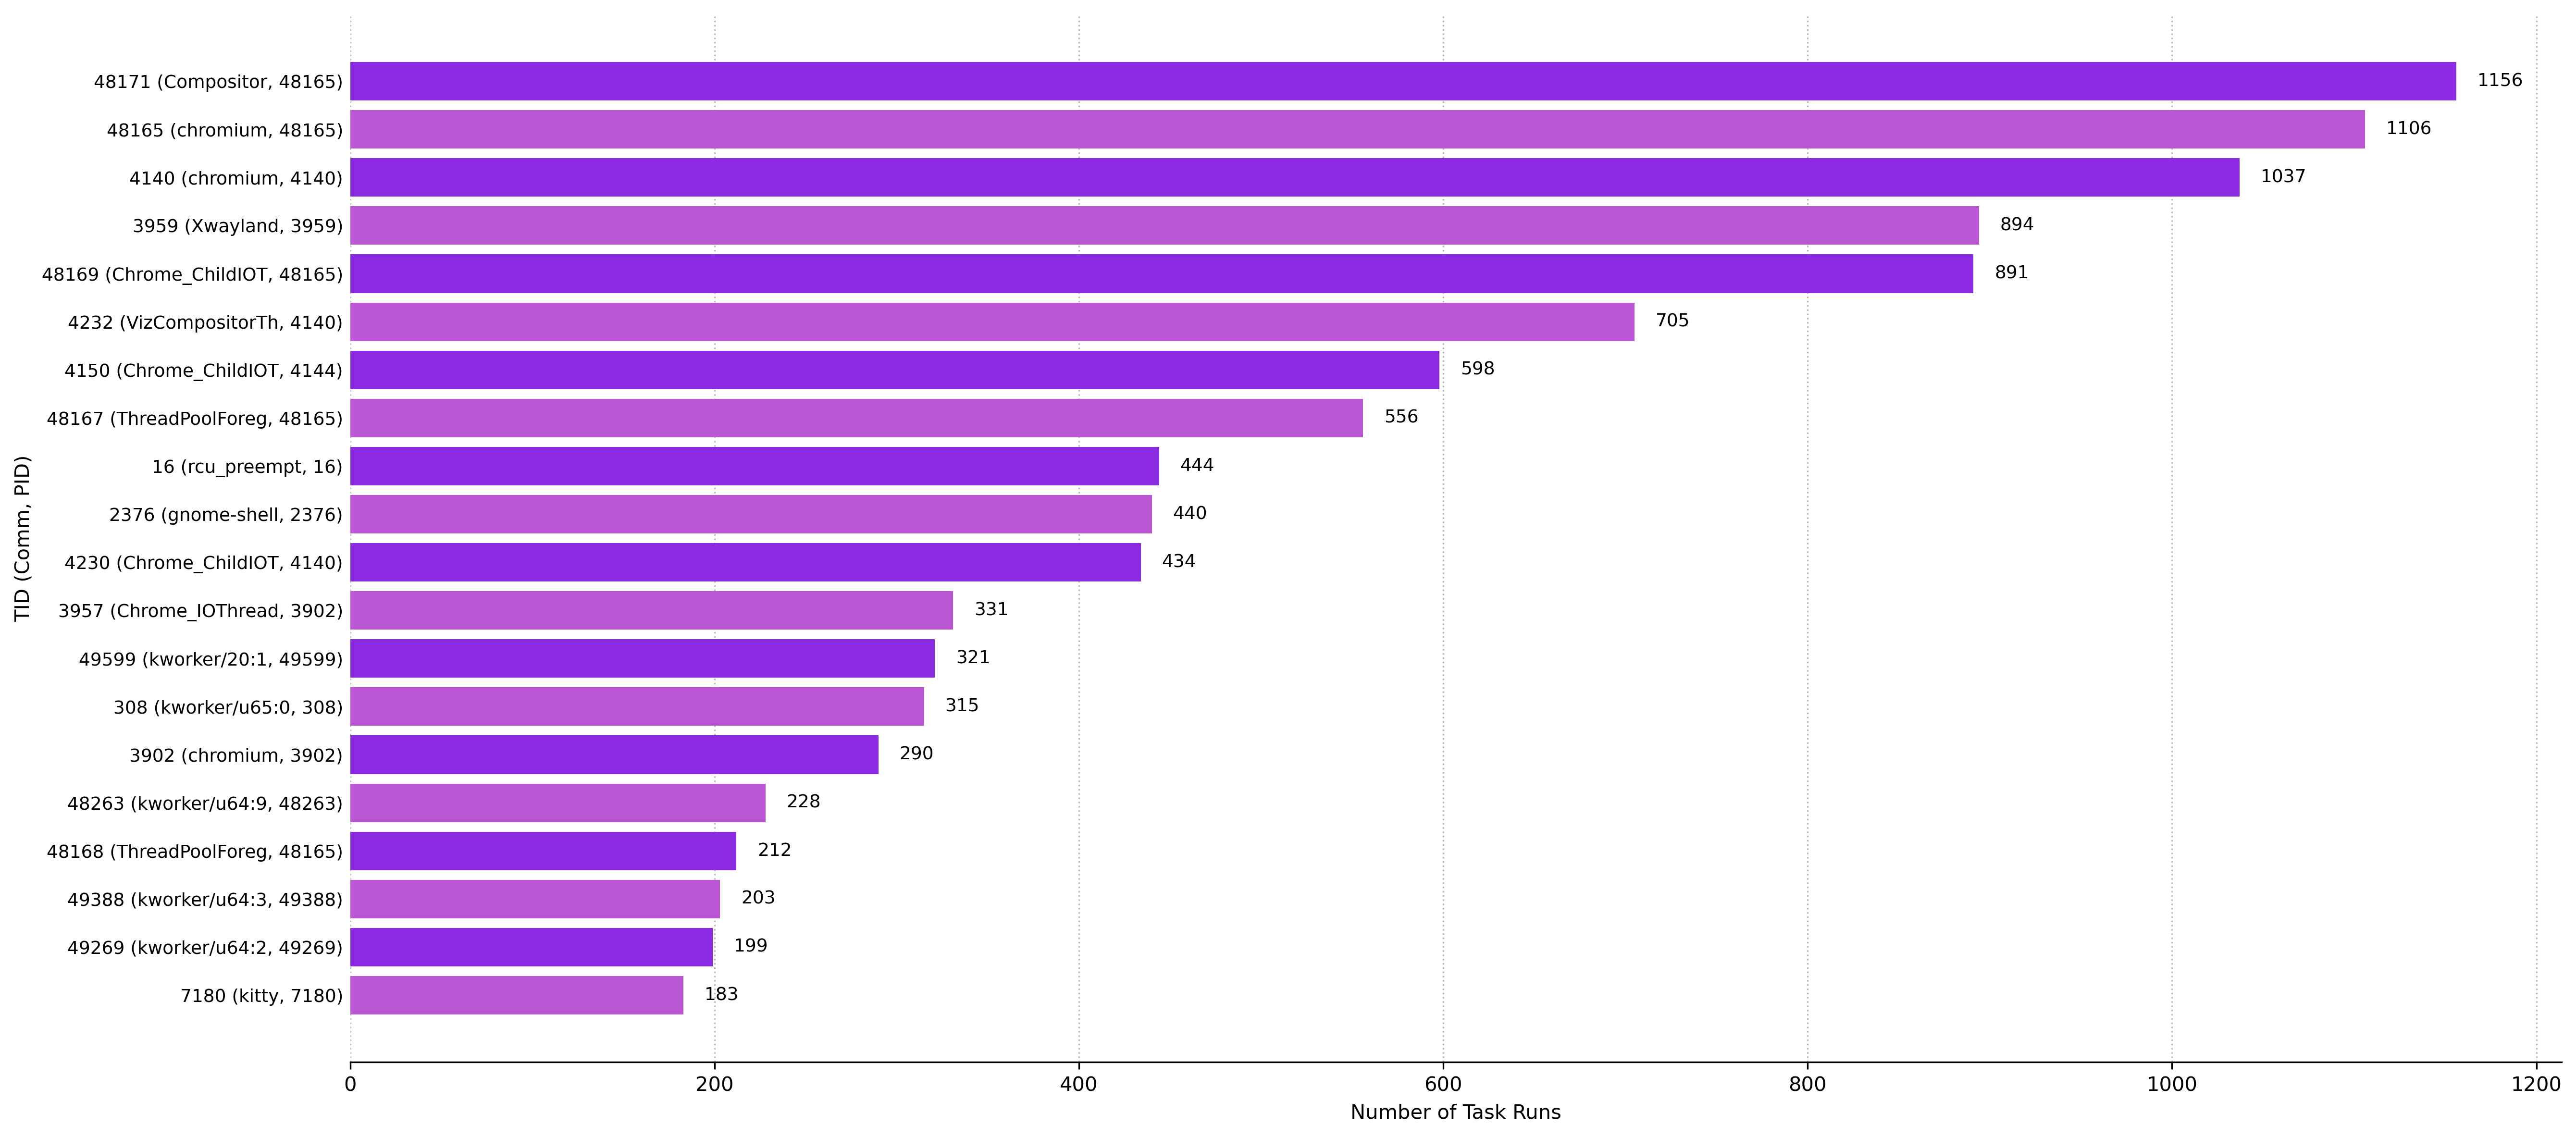 48171 (Compositor, 48165) 1156
48165 (chromium, 48165) 1106
4140 (chromium, 4140) 1037
3959 (Xwayland, 3959) 894
48169 (Chrome_ChildIOT, 48165) 891
4232 (VizCompositorTh, 4140) 705
4150 (Chrome_ChildIOT, 4144) 598
48167 (ThreadPoolForeg, 48165) 556
16 (rcu_preempt, 16) 444
2376 (gnome-shell, 2376) 440
4230 (Chrome_ChildIOT, 4140) 434
3957 (Chrome_IOThread, 3902) 331
49599 (kworker/20:1, 49599) 321
308 (kworker/u65:0, 308) 315
3902 (chromium, 3902) 290
48263 (kworker/u64:9, 48263) 228
48168 (ThreadPoolForeg, 48165) 212
49388 (kworker/u64:3, 49388) 203
49269 (kworker/u64:2, 49269) 199
7180 (kitty, 7180) 183
TID (Comm, PID)
0 200 400 600 800 1000 1200
Number of Task Runs